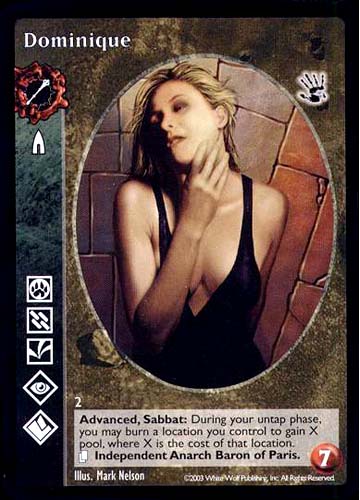 Dominique
2
Advanced, Sabbat: During your untap phase,
you may burn a location you control to gain X
pool, where X is the cost of that location.
Independent Anarch Baron of Paris.
7
Illus. Mark Nelson
©2003 White Wolf Publishing, Inc. All Rights Reserved.